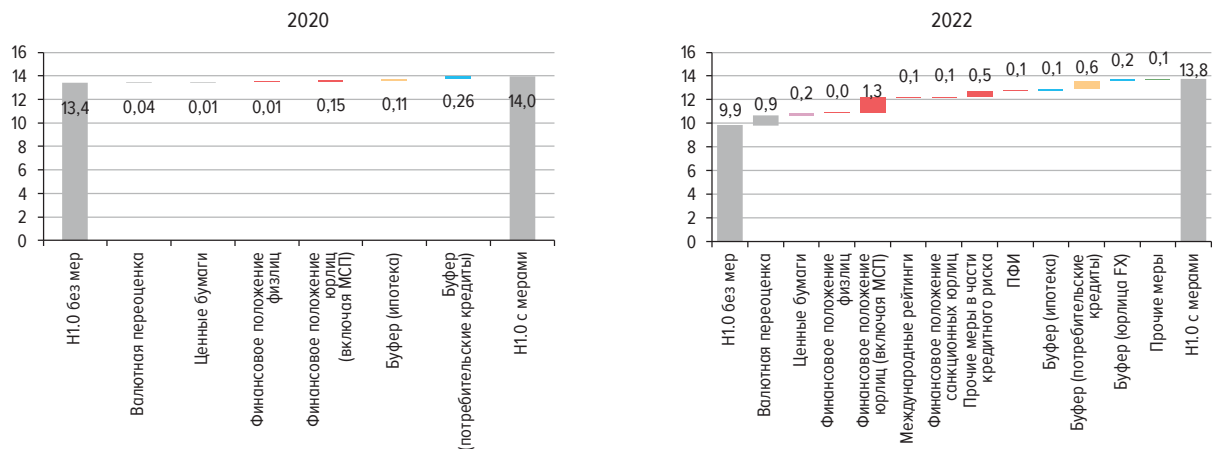 2020
16
14
12
10
8
6
4
2
0
13,4
0,04
0,01
0,01
0,15
0,11
0,26
14,0
Н1.0 без мер
Валютная переоценка
Ценные бумаги
Финансовое положение
физлиц
Финансовое положение
юрлиц
(включая МСП)
Буфер (ипотека)
Буфер
(потребительские кредиты)
Н1.0 с мерами
2022
16
14
12
10
8
6
4
2
0
9,9
0,9
0,2
0,0
1,3
0,1
0,1
0,5
0,1
0,1
0,6
0,2
0,1
13,8
Н1.0 без мер
Валютная переоценка
Ценные бумаги
Финансовое положение
физлиц
Финансовое положение
юрлиц (включая МСП)
Международные рейтинги
Финансовое положение
санкционных юрлиц
Прочие меры в части
кредитного риска
ПФИ
Буфер (ипотека)
Буфер (потребительские
кредиты)
Буфер (юрлица FX)
Прочие меры
Н1.0 с мерами